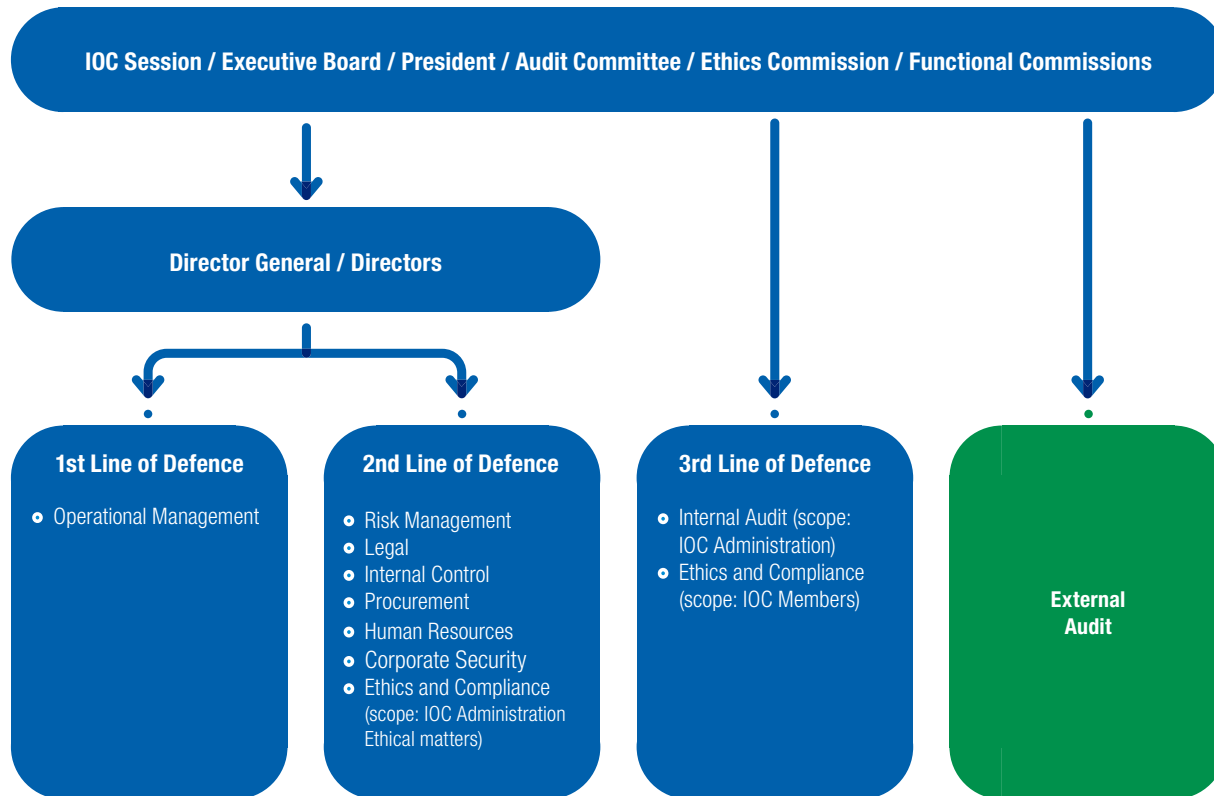 IOC Session / Executive Board / President / Audit Committee / Ethics Commission / Functional Commissions
Director General / Directors
1st Line of Defence
Operational Management
2nd Line of Defence
Risk Management
Legal
Internal Control
Procurement
Human Resources
Corporate Security
Ethics and Compliance
(scope: IOC Administration
Ethical matters)
3rd Line of Defence
Internal Audit (scope:
IOC Administration)
Ethics and Compliance
(scope: IOC Members)
External
Audit